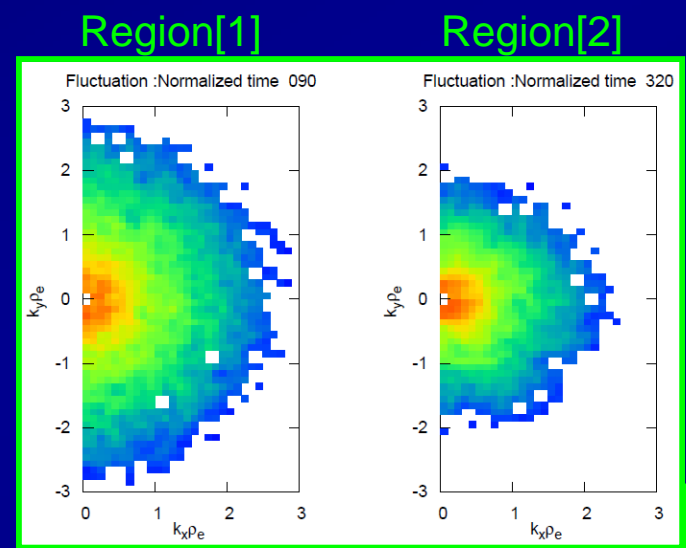 Region[1]
Region[2]
Fluctuation :Normalized time 090
3
2
1
0
-1
-2
-3
kyρe
0 1 2 3
kxρe
Fluctuation :Normalized time 320
3
2
1
0
-1
-2
-3
kyρe
0 1 2 3
kxρe